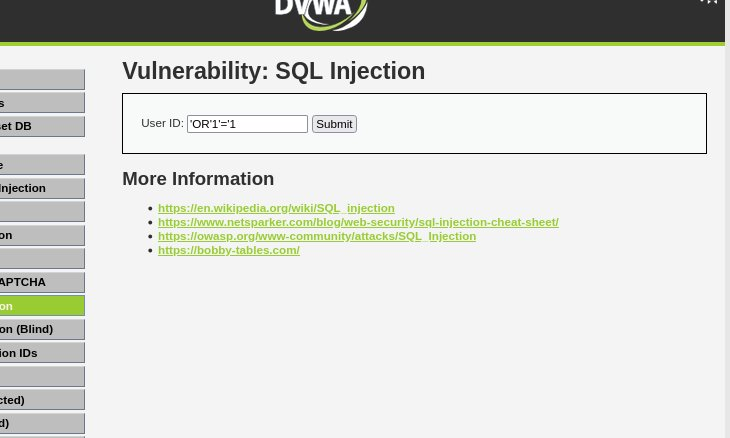 DVWA
Vulnerability: SQL Injection
User ID: 'OR'1'='1 Submit
More Information
https://en.wikipedia.org/wiki/SQL_injection
https://www.netsparker.com/blog/web-security/sql-injection-cheat-sheet/
https://owasp.org/www-community/attacks/SQL_Injection
https://bobby-tables.com/
s
set DB
e
Injection
on
APTCHA
on
on (Blind)
ion IDs
cted)
d)